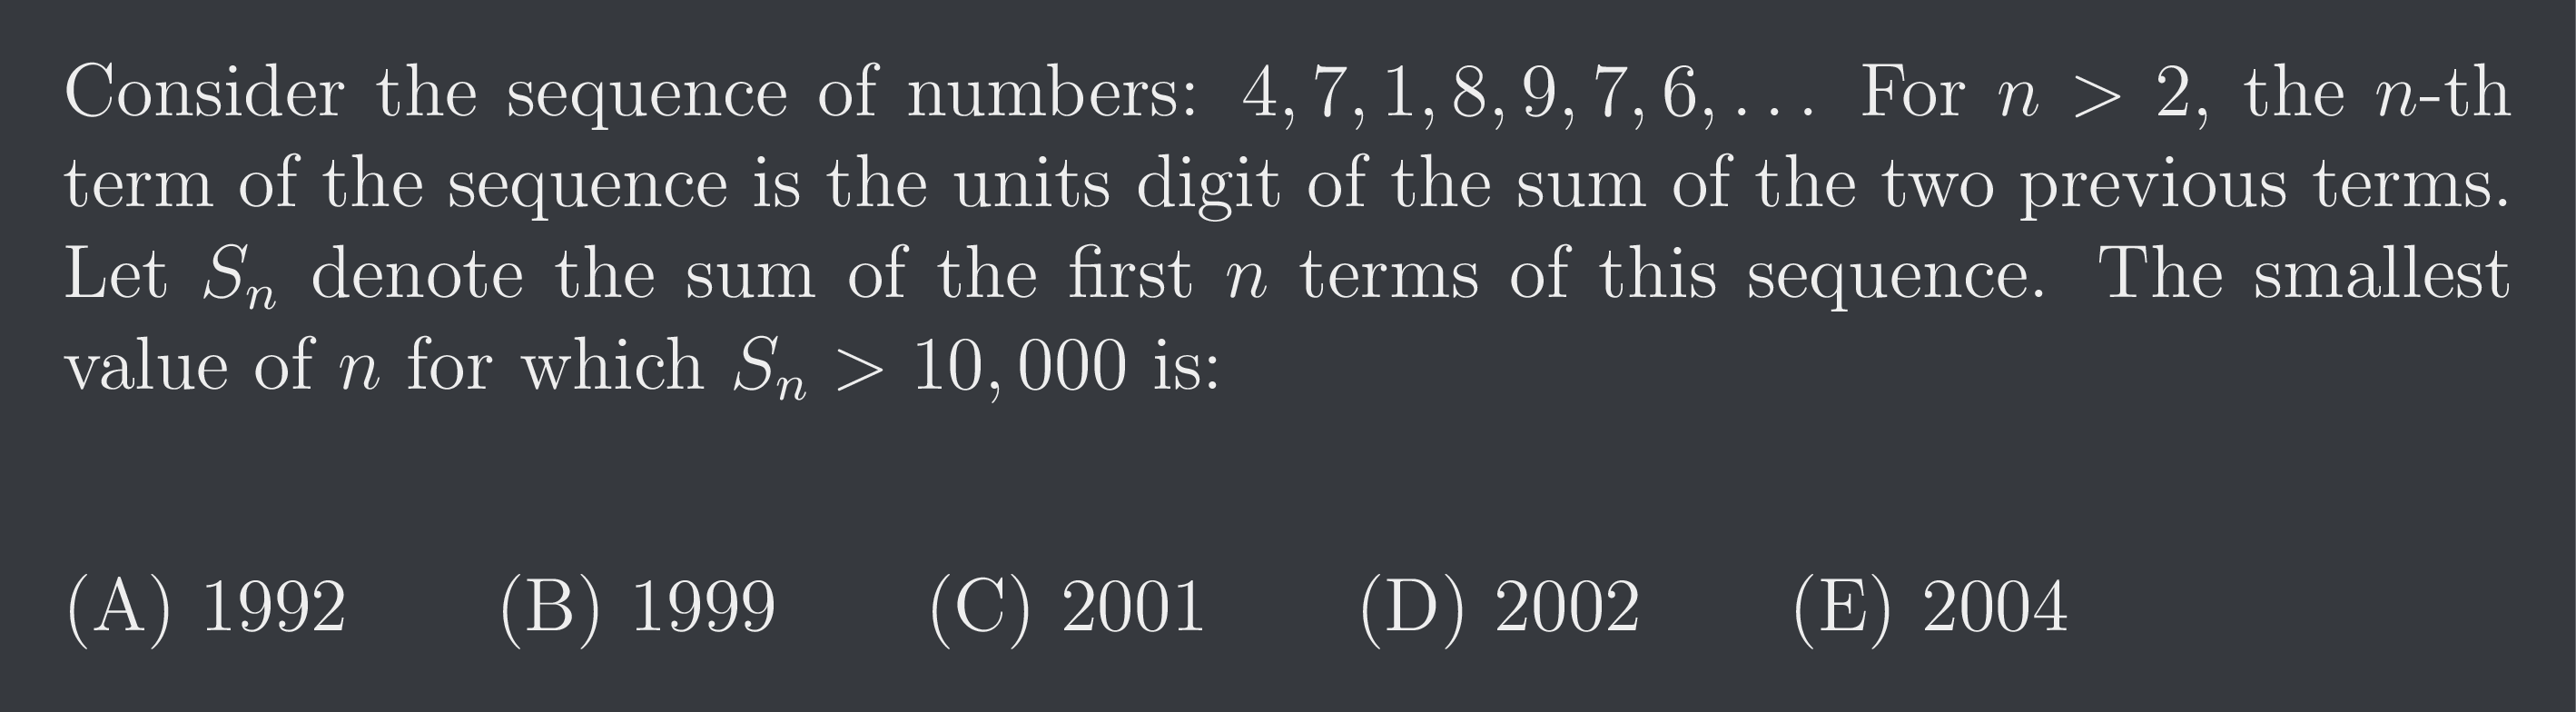 Consider the sequence of numbers: 4, 7, 1, 8, 9, 7, 6, . . . For n > 2, the n-th
term of the sequence is the units digit of the sum of the two previous terms.
Let Sₙ denote the sum of the first n terms of this sequence. The smallest
value of n for which Sₙ > 10, 000 is:
(A) 1992 (B) 1999 (C) 2001 (D) 2002 (E) 2004